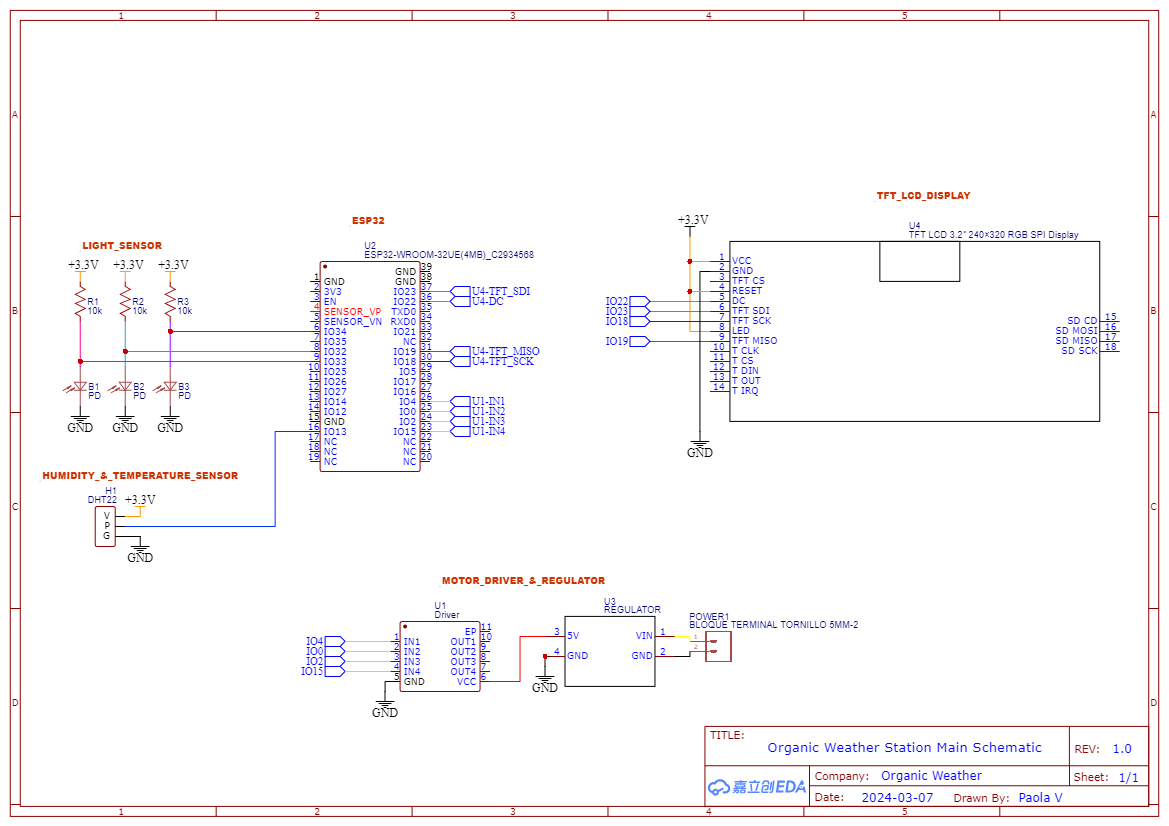 1 2 3 4 5
A A
B B
C C
D D
TFT_LCD_DISPLAY
ESP32
LIGHT_SENSOR
+3.3V +3.3V +3.3V
R1
10k
R2
10k
R3
10k
B1
PD
B2
PD
B3
PD
GND GND GND
U2
ESP32-WROOM-32UE(4MB)_C2934568
1 GND
2 3V3
3 EN
4 SENSOR_VP
5 SENSOR_VN
6 IO34
7 IO35
8 IO32
9 IO33
10 IO25
11 IO26
12 IO27
13 IO14
14 IO12
15 GND
16 IO13
17 NC
18 NC
19 NC
GND 39
GND 38
IO23 37 U4-TFT_SDI
IO22 36 U4-DC
TXD0 35
RXD0 34
IO21 33
NC 32
IO19 31 U4-TFT_MISO
IO18 30 U4-TFT_SCK
IO5 29
IO17 28
IO16 27
IO4 26 U1-IN1
IO0 25 U1-IN2
IO2 24 U1-IN3
IO15 23 U1-IN4
NC 22
NC 21
NC 20
+3.3V
U4
TFT LCD 3.2" 240×320 RGB SPI Display
1 VCC
2 GND
3 TFT CS
4 RESET
IO22 5 DC
IO23 6 TFT SDI
IO18 7 TFT SCK
8 LED
IO19 9 TFT MISO
10 T CLK
11 T CS
12 T DIN
13 T OUT
14 T IRQ
SD CD 15
SD MOSI 16
SD MISO 17
SD SCK 18
GND
HUMIDITY_&_TEMPERATURE_SENSOR
H1
DHT22
+3.3V
V
P
G
GND
MOTOR_DRIVER_&_REGULATOR
U1
Driver
IO4 1 IN1
IO0 2 IN2
IO2 3 IN3
IO15 4 IN4
5 GND
EP 11
OUT1 10
OUT2 9
OUT3 8
OUT4 7
VCC 6
GND
U3
REGULATOR
3 5V
4 GND
VIN 1
GND 2
GND
POWER1
BLOQUE TERMINAL TORNILLO 5MM-2
1
2
TITLE:
Organic Weather Station Main Schematic
REV: 1.0
嘉立创EDA
Company: Organic Weather
Sheet: 1/1
Date: 2024-03-07 Drawn By: Paola V
1 2 3 4 5